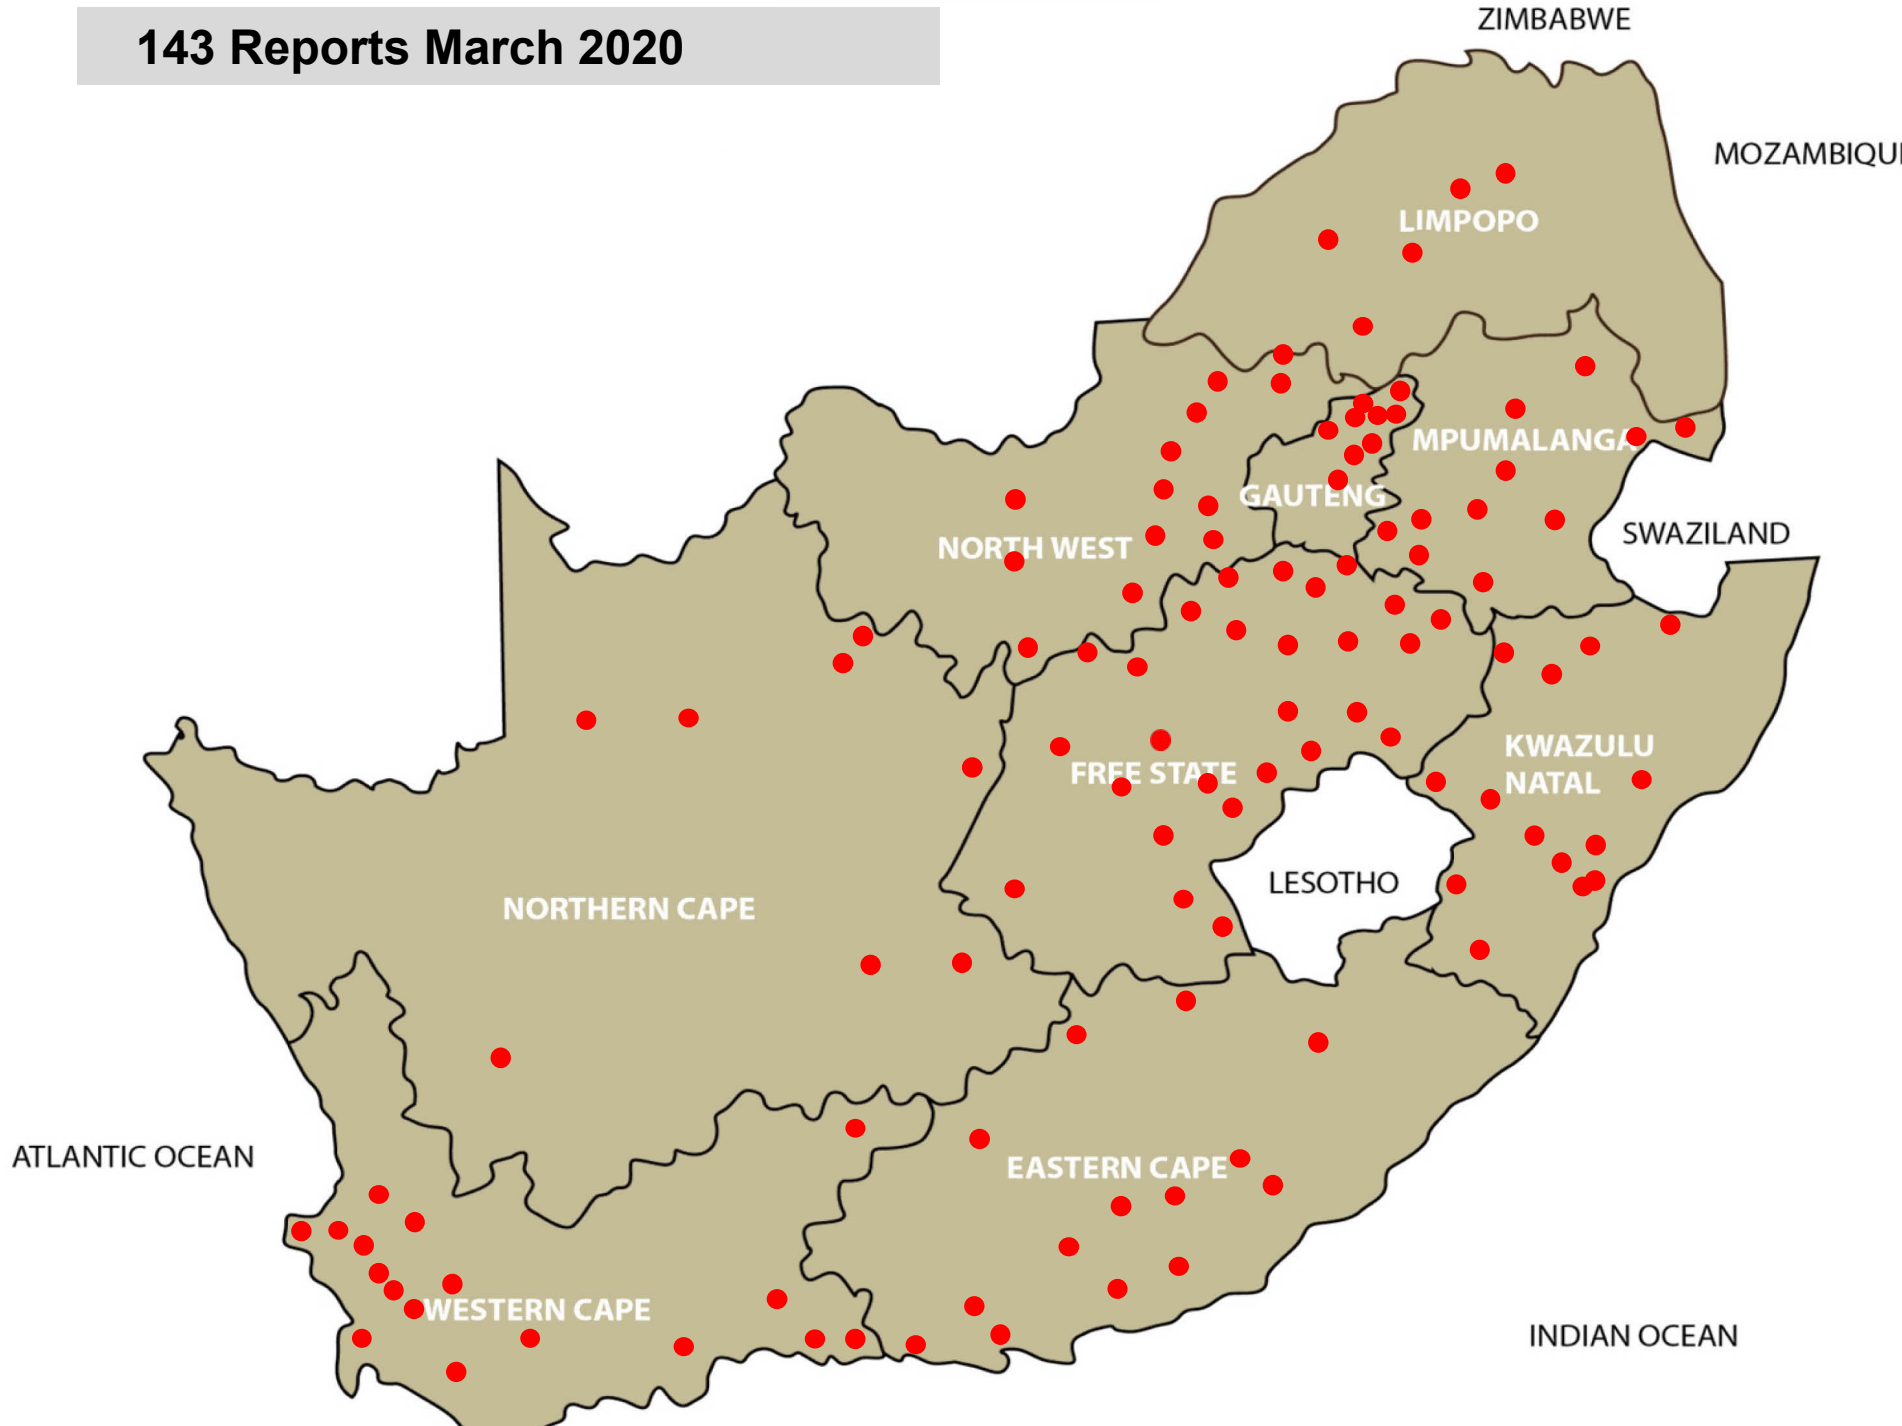 143 Reports March 2020
ZIMBABWE
MOZAMBIQU
LIMPOPO
MPUMALANGA
GAUTENG
SWAZILAND
NORTH WEST
KWAZULU
NATAL
FREE STATE
LESOTHO
NORTHERN CAPE
ATLANTIC OCEAN
EASTERN CAPE
WESTERN CAPE
INDIAN OCEAN